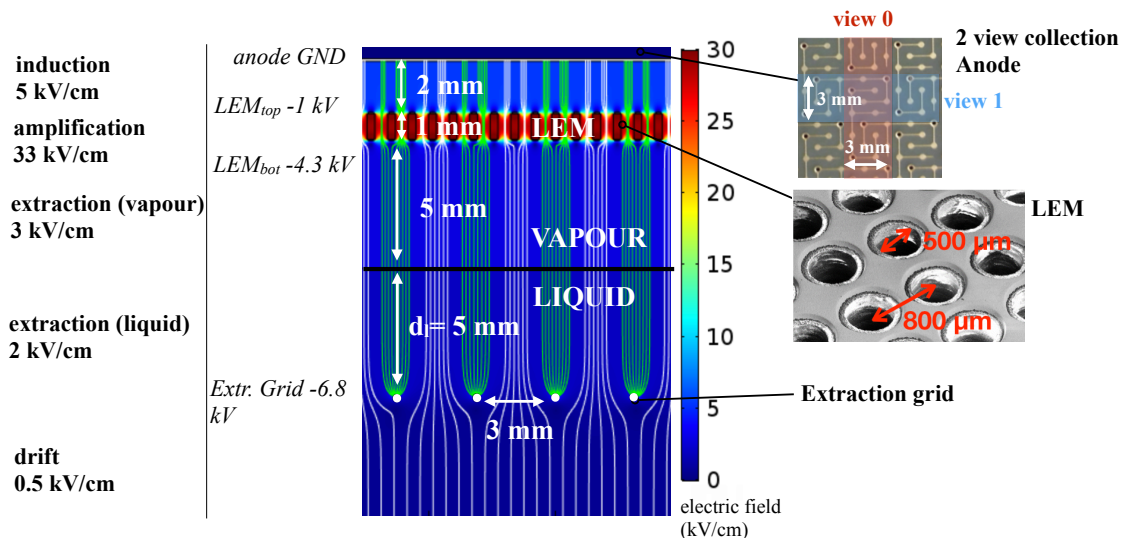 induction
5 kV/cm
amplification
33 kV/cm
extraction (vapour)
3 kV/cm
extraction (liquid)
2 kV/cm
drift
0.5 kV/cm
anode GND
LEMtop -1 kV
LEMbot -4.3 kV
Extr. Grid -6.8
kV
2 mm
1 mm
LEM
5 mm
VAPOUR
LIQUID
dl= 5 mm
3 mm
30
25
20
15
10
5
0
electric field
(kV/cm)
view 0
2 view collection
Anode
3 mm
view 1
3 mm
LEM
500 μm
800 μm
Extraction grid